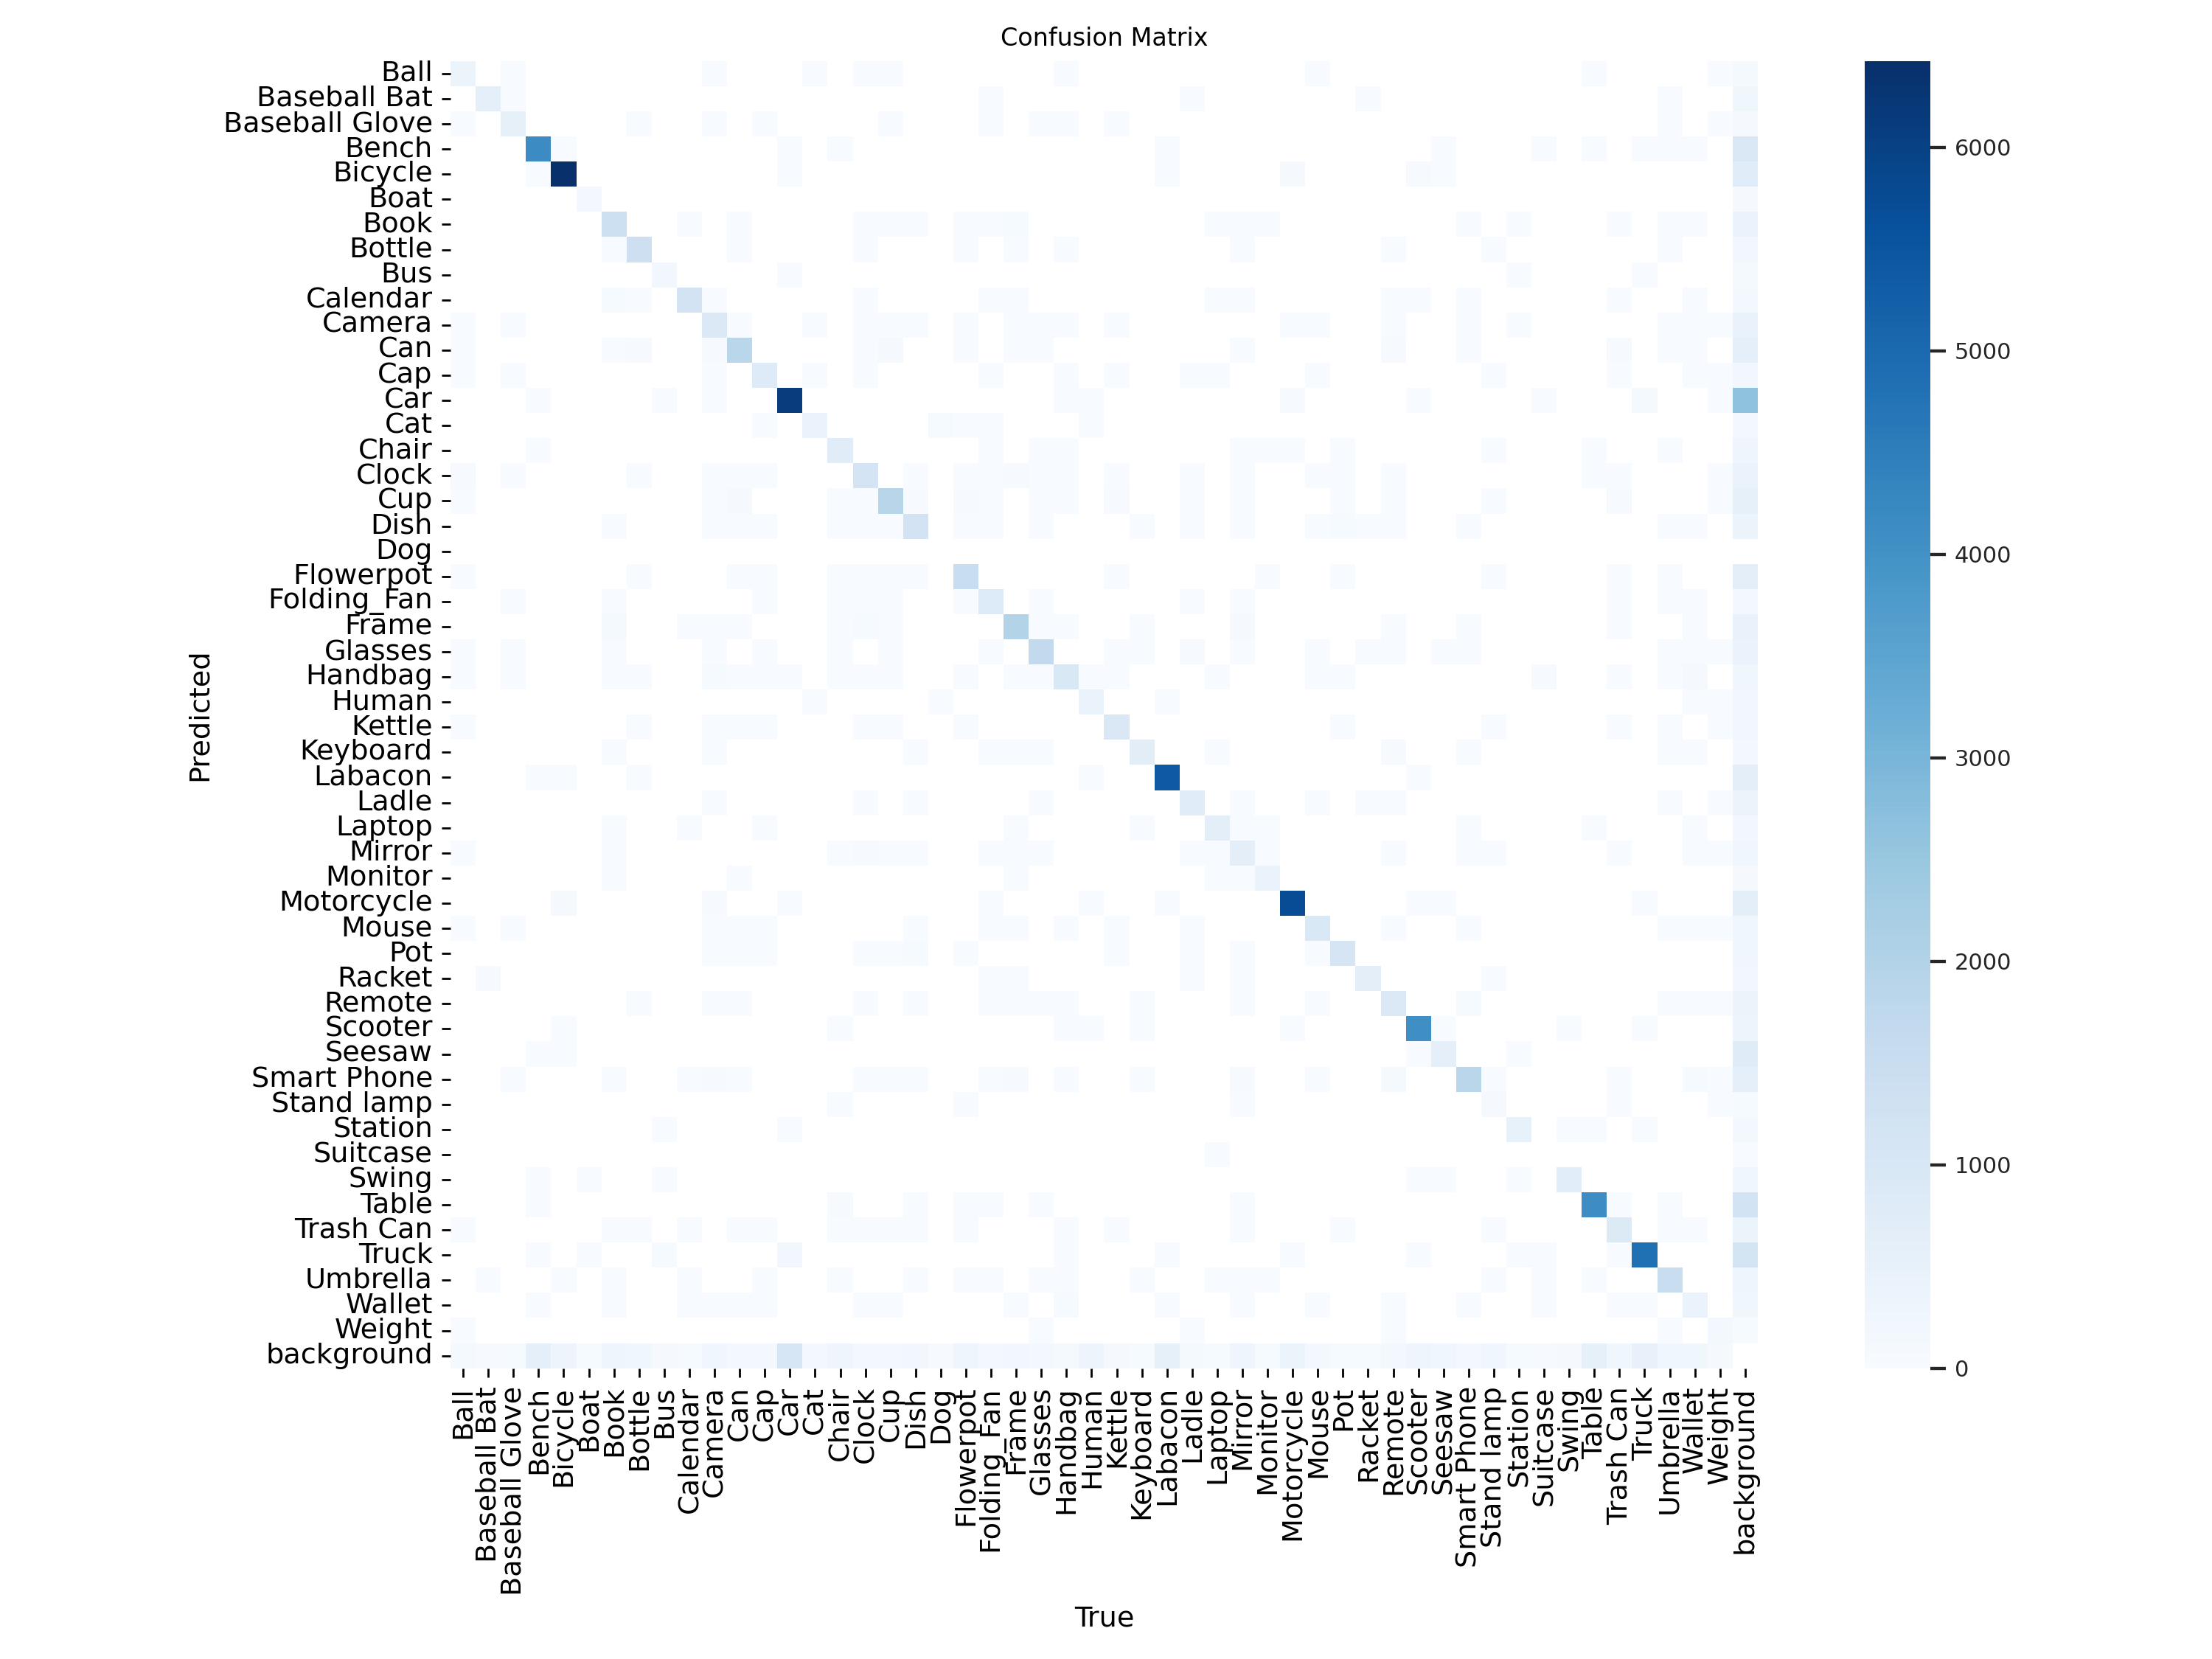 Confusion Matrix
Ball
Baseball Bat
Baseball Glove
Bench
Bicycle
Boat
Book
Bottle
Bus
Calendar
Camera
Can
Cap
Car
Cat
Chair
Clock
Cup
Dish
Dog
Flowerpot
Folding_Fan
Frame
Glasses
Handbag
Human
Kettle
Keyboard
Labacon
Ladle
Laptop
Mirror
Monitor
Motorcycle
Mouse
Pot
Racket
Remote
Scooter
Seesaw
Smart Phone
Stand lamp
Station
Suitcase
Swing
Table
Trash Can
Truck
Umbrella
Wallet
Weight
background
Predicted
Ball
Baseball Bat
Baseball Glove
Bench
Bicycle
Boat
Book
Bottle
Bus
Calendar
Camera
Can
Cap
Car
Cat
Chair
Clock
Cup
Dish
Dog
Flowerpot
Folding_Fan
Frame
Glasses
Handbag
Human
Kettle
Keyboard
Labacon
Ladle
Laptop
Mirror
Monitor
Motorcycle
Mouse
Pot
Racket
Remote
Scooter
Seesaw
Smart Phone
Stand lamp
Station
Suitcase
Swing
Table
Trash Can
Truck
Umbrella
Wallet
Weight
background
True
6000
5000
4000
3000
2000
1000
0